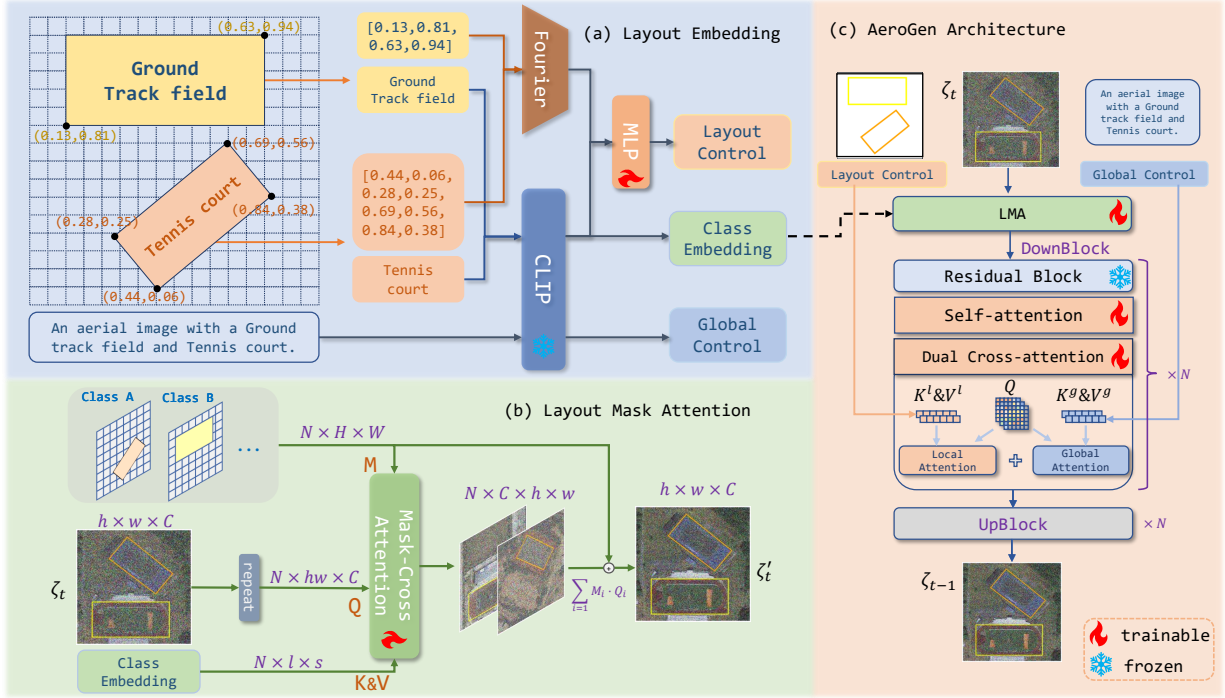 (a) Layout Embedding
(0.63,0.94)
Ground
Track field
(0.13,0.81)
(0.69,0.56)
Tennis court
(0.84,0.38)
(0.28,0.25)
(0.44,0.06)
[0.13,0.81,
0.63,0.94]
Ground
Track field
[0.44,0.06,
0.28,0.25,
0.69,0.56,
0.84,0.38]
Tennis
court
An aerial image with a Ground
track field and Tennis court.
Fourier
CLIP
MLP
Layout
Control
Class
Embedding
Global
Control
(b) Layout Mask Attention
Class A
Class B
...
N × H × W
M
h × w × C
ζt
repeat
N × hw × C
Q
Class
Embedding
N × l × s
K&V
Mask-Cross
Attention
N × C × h × w
∑i=1 Mi · Qi
h × w × C
ζ′t
(c) AeroGen Architecture
ζt
An aerial image
with a Ground
track field and
Tennis court.
Layout Control
Global Control
LMA
DownBlock
Residual Block
Self-attention
Dual Cross-attention
× N
K^l&V^l
Q
K^g&V^g
Local
Attention
+
Global
Attention
UpBlock
× N
ζt−1
trainable
frozen